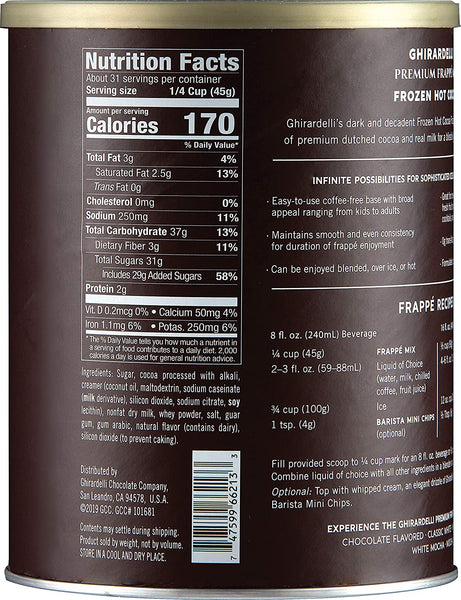 Nutrition Facts
About 31 servings per container
Serving size 1/4 Cup (45g)
Amount per serving
Calories 170
% Daily Value*
Total Fat 3g 4%
Saturated Fat 2.5g 13%
Trans Fat 0g
Cholesterol 0mg 0%
Sodium 250mg 11%
Total Carbohydrate 37g 13%
Dietary Fiber 3g 11%
Total Sugars 31g
Includes 29g Added Sugars 58%
Protein 2g
Vit. D 0.2mcg 0% • Calcium 50mg 4%
Iron 1.1mg 6% • Potas. 250mg 6%
*The % Daily Value tells you how much a nutrient in
a serving of food contributes to a daily diet. 2,000
calories a day is used for general nutrition advice.
Ingredients: Sugar, cocoa processed with alkali,
creamer (coconut oil, maltodextrin, sodium caseinate
(milk derivative), silicon dioxide, sodium citrate, soy
lecithin), nonfat dry milk, whey powder, salt, guar
gum, gum arabic, natural flavor (contains dairy),
silicon dioxide (to prevent caking).
Distributed by
Ghirardelli Chocolate Company,
San Leandro, CA 94578, U.S.A.
©2019 GCC. GCC# 101681
Contents may settle during shipping.
Product sold by weight, not by volume.
STORE IN A COOL AND DRY PLACE.
7 47599 66213 3
GHIRARDELLI
PREMIUM FRAPPÉ
FROZEN HOT COC
Ghirardelli's dark and decadent Frozen Hot Cocoa
of premium dutched cocoa and real milk for a
INFINITE POSSIBILITIES FOR SOPHISTICATED
· Easy-to-use coffee-free base with broad
appeal ranging from kids to adults
· Maintains smooth and even consistency
for duration of frappé enjoyment
· Can be enjoyed blended, over ice, or hot
FRAPPÉ RECIPE
8 fl. oz. (240mL) Beverage
¼ cup (45g) FRAPPÉ MIX
2–3 fl. oz. (59–88mL) Liquid of Choice
(water, milk, chilled
coffee, fruit juice)
¾ cup (100g) Ice
1 tsp. (4g) BARISTA MINI CHIPS
(optional)
Fill provided scoop to ¼ cup mark for an 8 fl. oz. beverage
Combine liquid of choice with all other ingredients in a
Optional: Top with whipped cream, an elegant drizzle of
Barista Mini Chips.
EXPERIENCE THE GHIRARDELLI PREMIUM
CHOCOLATE FLAVORED · CLASSIC WHITE
WHITE MOCHA